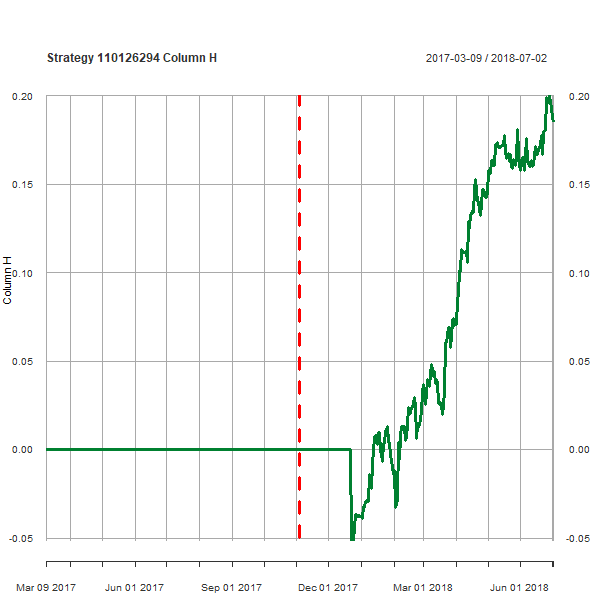 Strategy 110126294 Column H 2017-03-09 / 2018-07-02
0.20 0.20
0.15 0.15
0.10 0.10
Column H
0.05 0.05
0.00 0.00
-0.05 -0.05
Mar 09 2017 Jun 01 2017 Sep 01 2017 Dec 01 2017 Mar 01 2018 Jun 01 2018